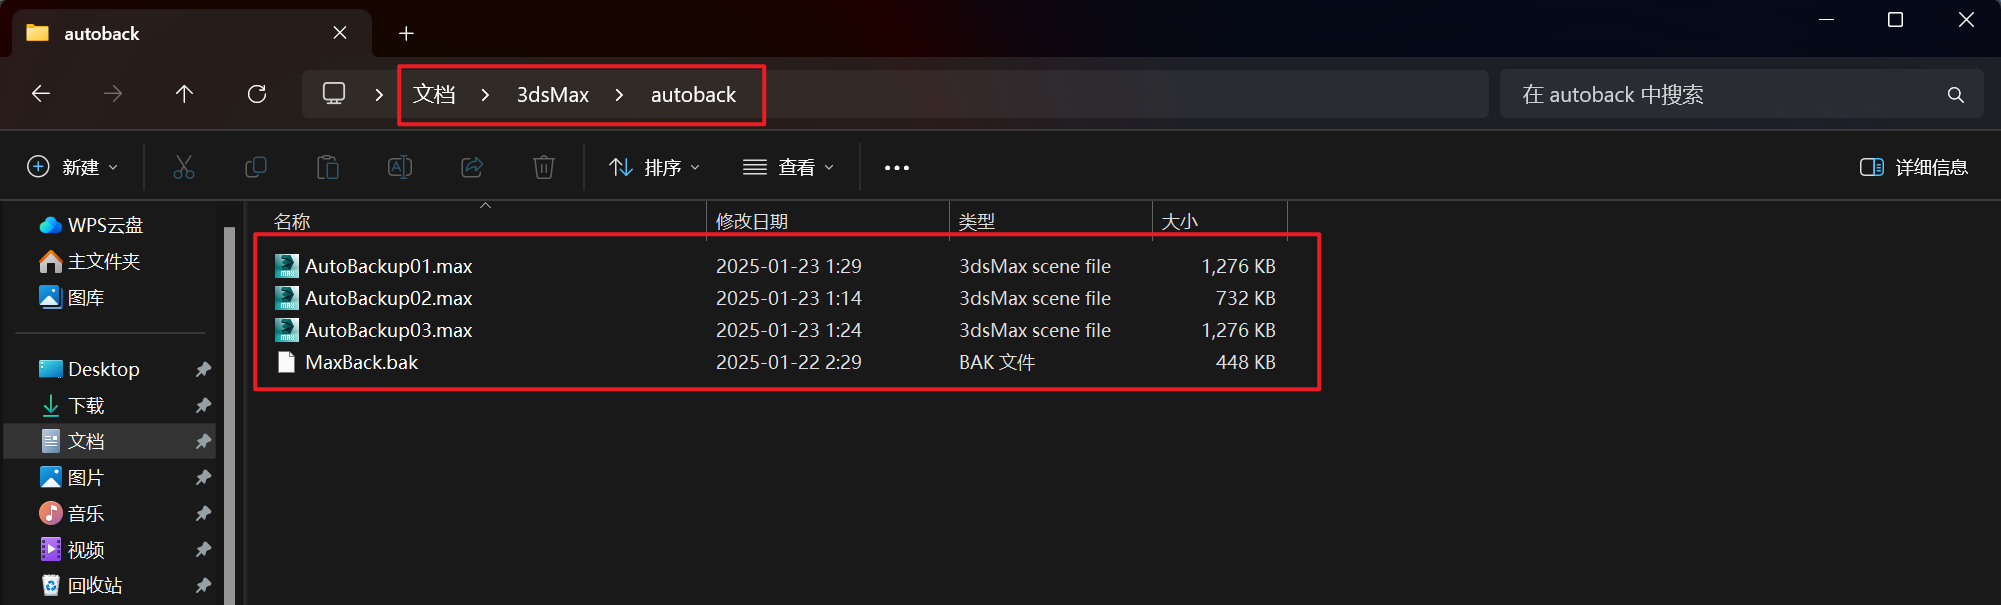 autoback
文档 > 3dsMax > autoback
在 autoback 中搜索
新建
排序
查看
详细信息
WPS云盘
主文件夹
图库
Desktop
下载
文档
图片
音乐
视频
回收站
名称 修改日期 类型 大小
AutoBackup01.max 2025-01-23 1:29 3dsMax scene file 1,276 KB
AutoBackup02.max 2025-01-23 1:14 3dsMax scene file 732 KB
AutoBackup03.max 2025-01-23 1:24 3dsMax scene file 1,276 KB
MaxBack.bak 2025-01-22 2:29 BAK 文件 448 KB